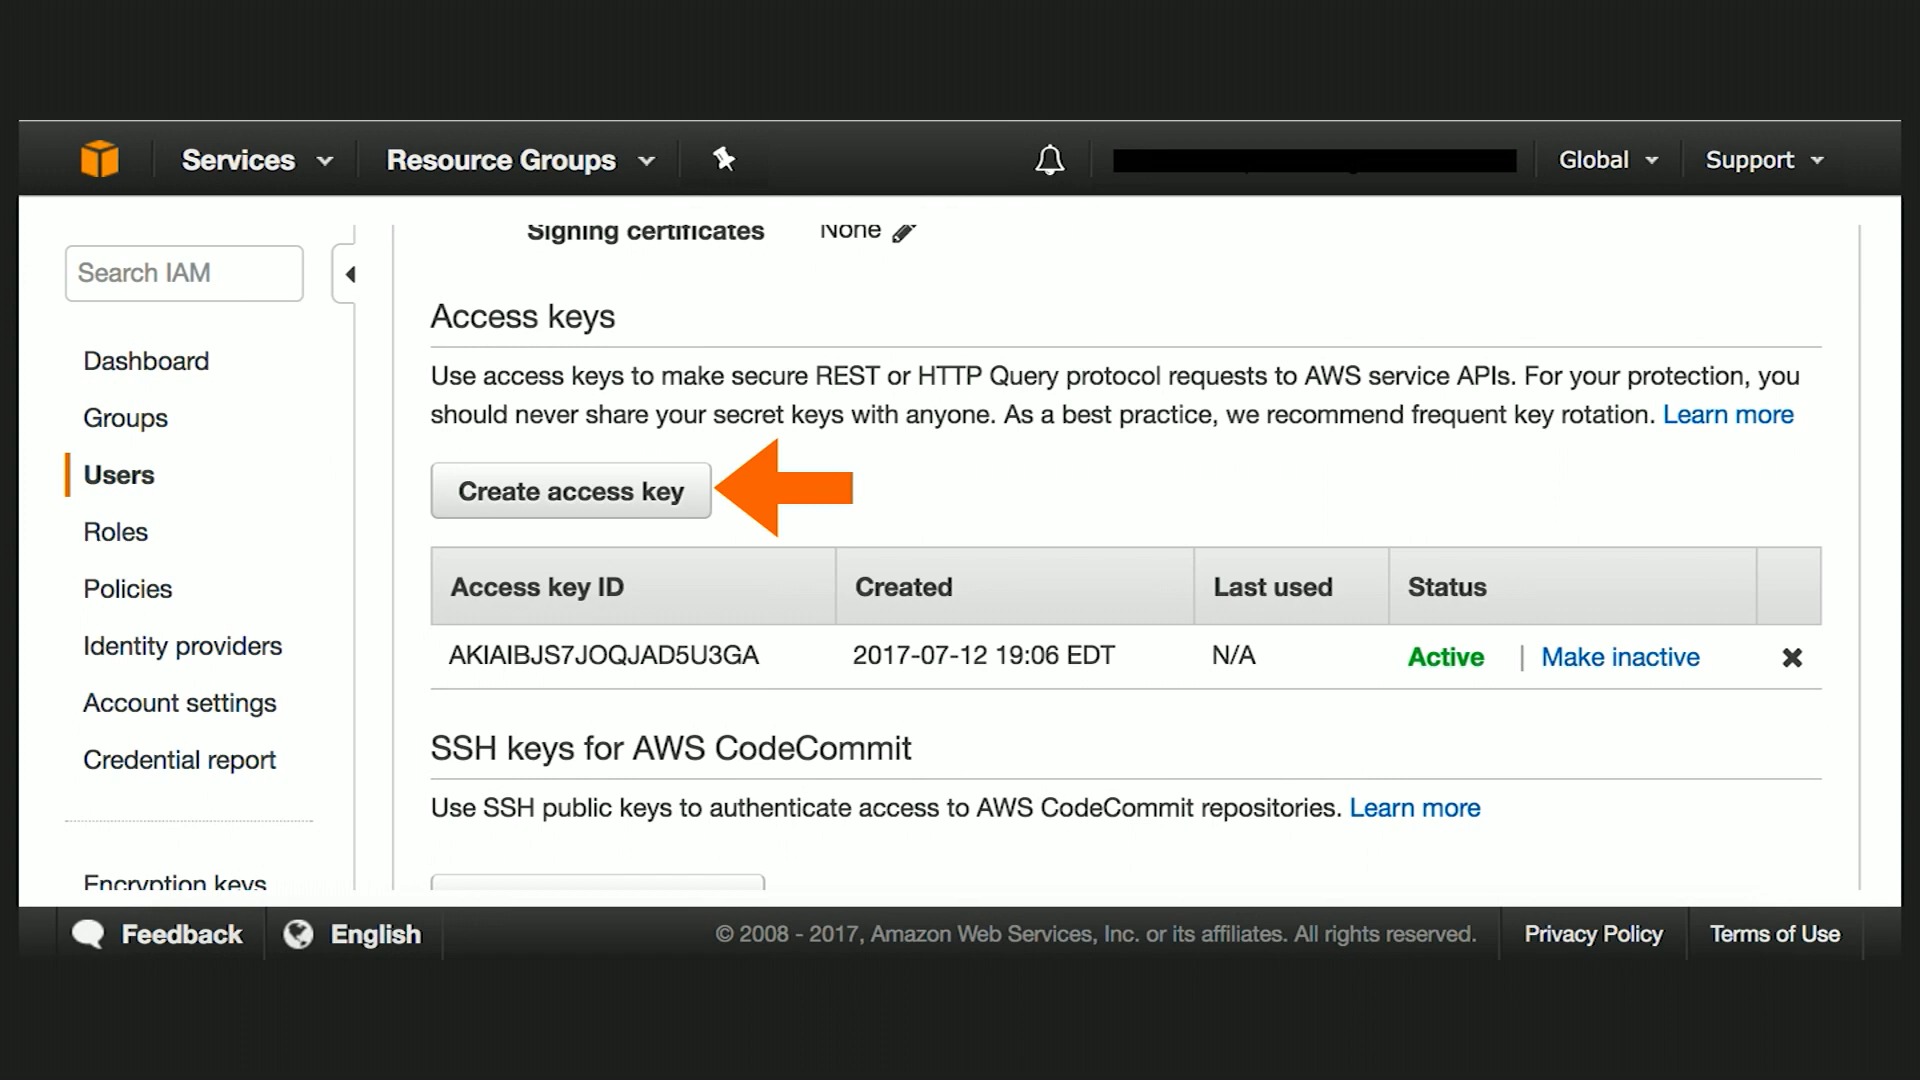 Services
Resource Groups
Global
Support
Signing certificates
None
Search IAM
Dashboard
Groups
Users
Roles
Policies
Identity providers
Account settings
Credential report
Encryption keys
Access keys
Use access keys to make secure REST or HTTP Query protocol requests to AWS service APIs. For your protection, you
should never share your secret keys with anyone. As a best practice, we recommend frequent key rotation. Learn more
Create access key
Access key ID Created Last used Status
AKIAIBJS7JOQJAD5U3GA 2017-07-12 19:06 EDT N/A Active | Make inactive
SSH keys for AWS CodeCommit
Use SSH public keys to authenticate access to AWS CodeCommit repositories. Learn more
Feedback
English
© 2008 - 2017, Amazon Web Services, Inc. or its affiliates. All rights reserved.
Privacy Policy
Terms of Use